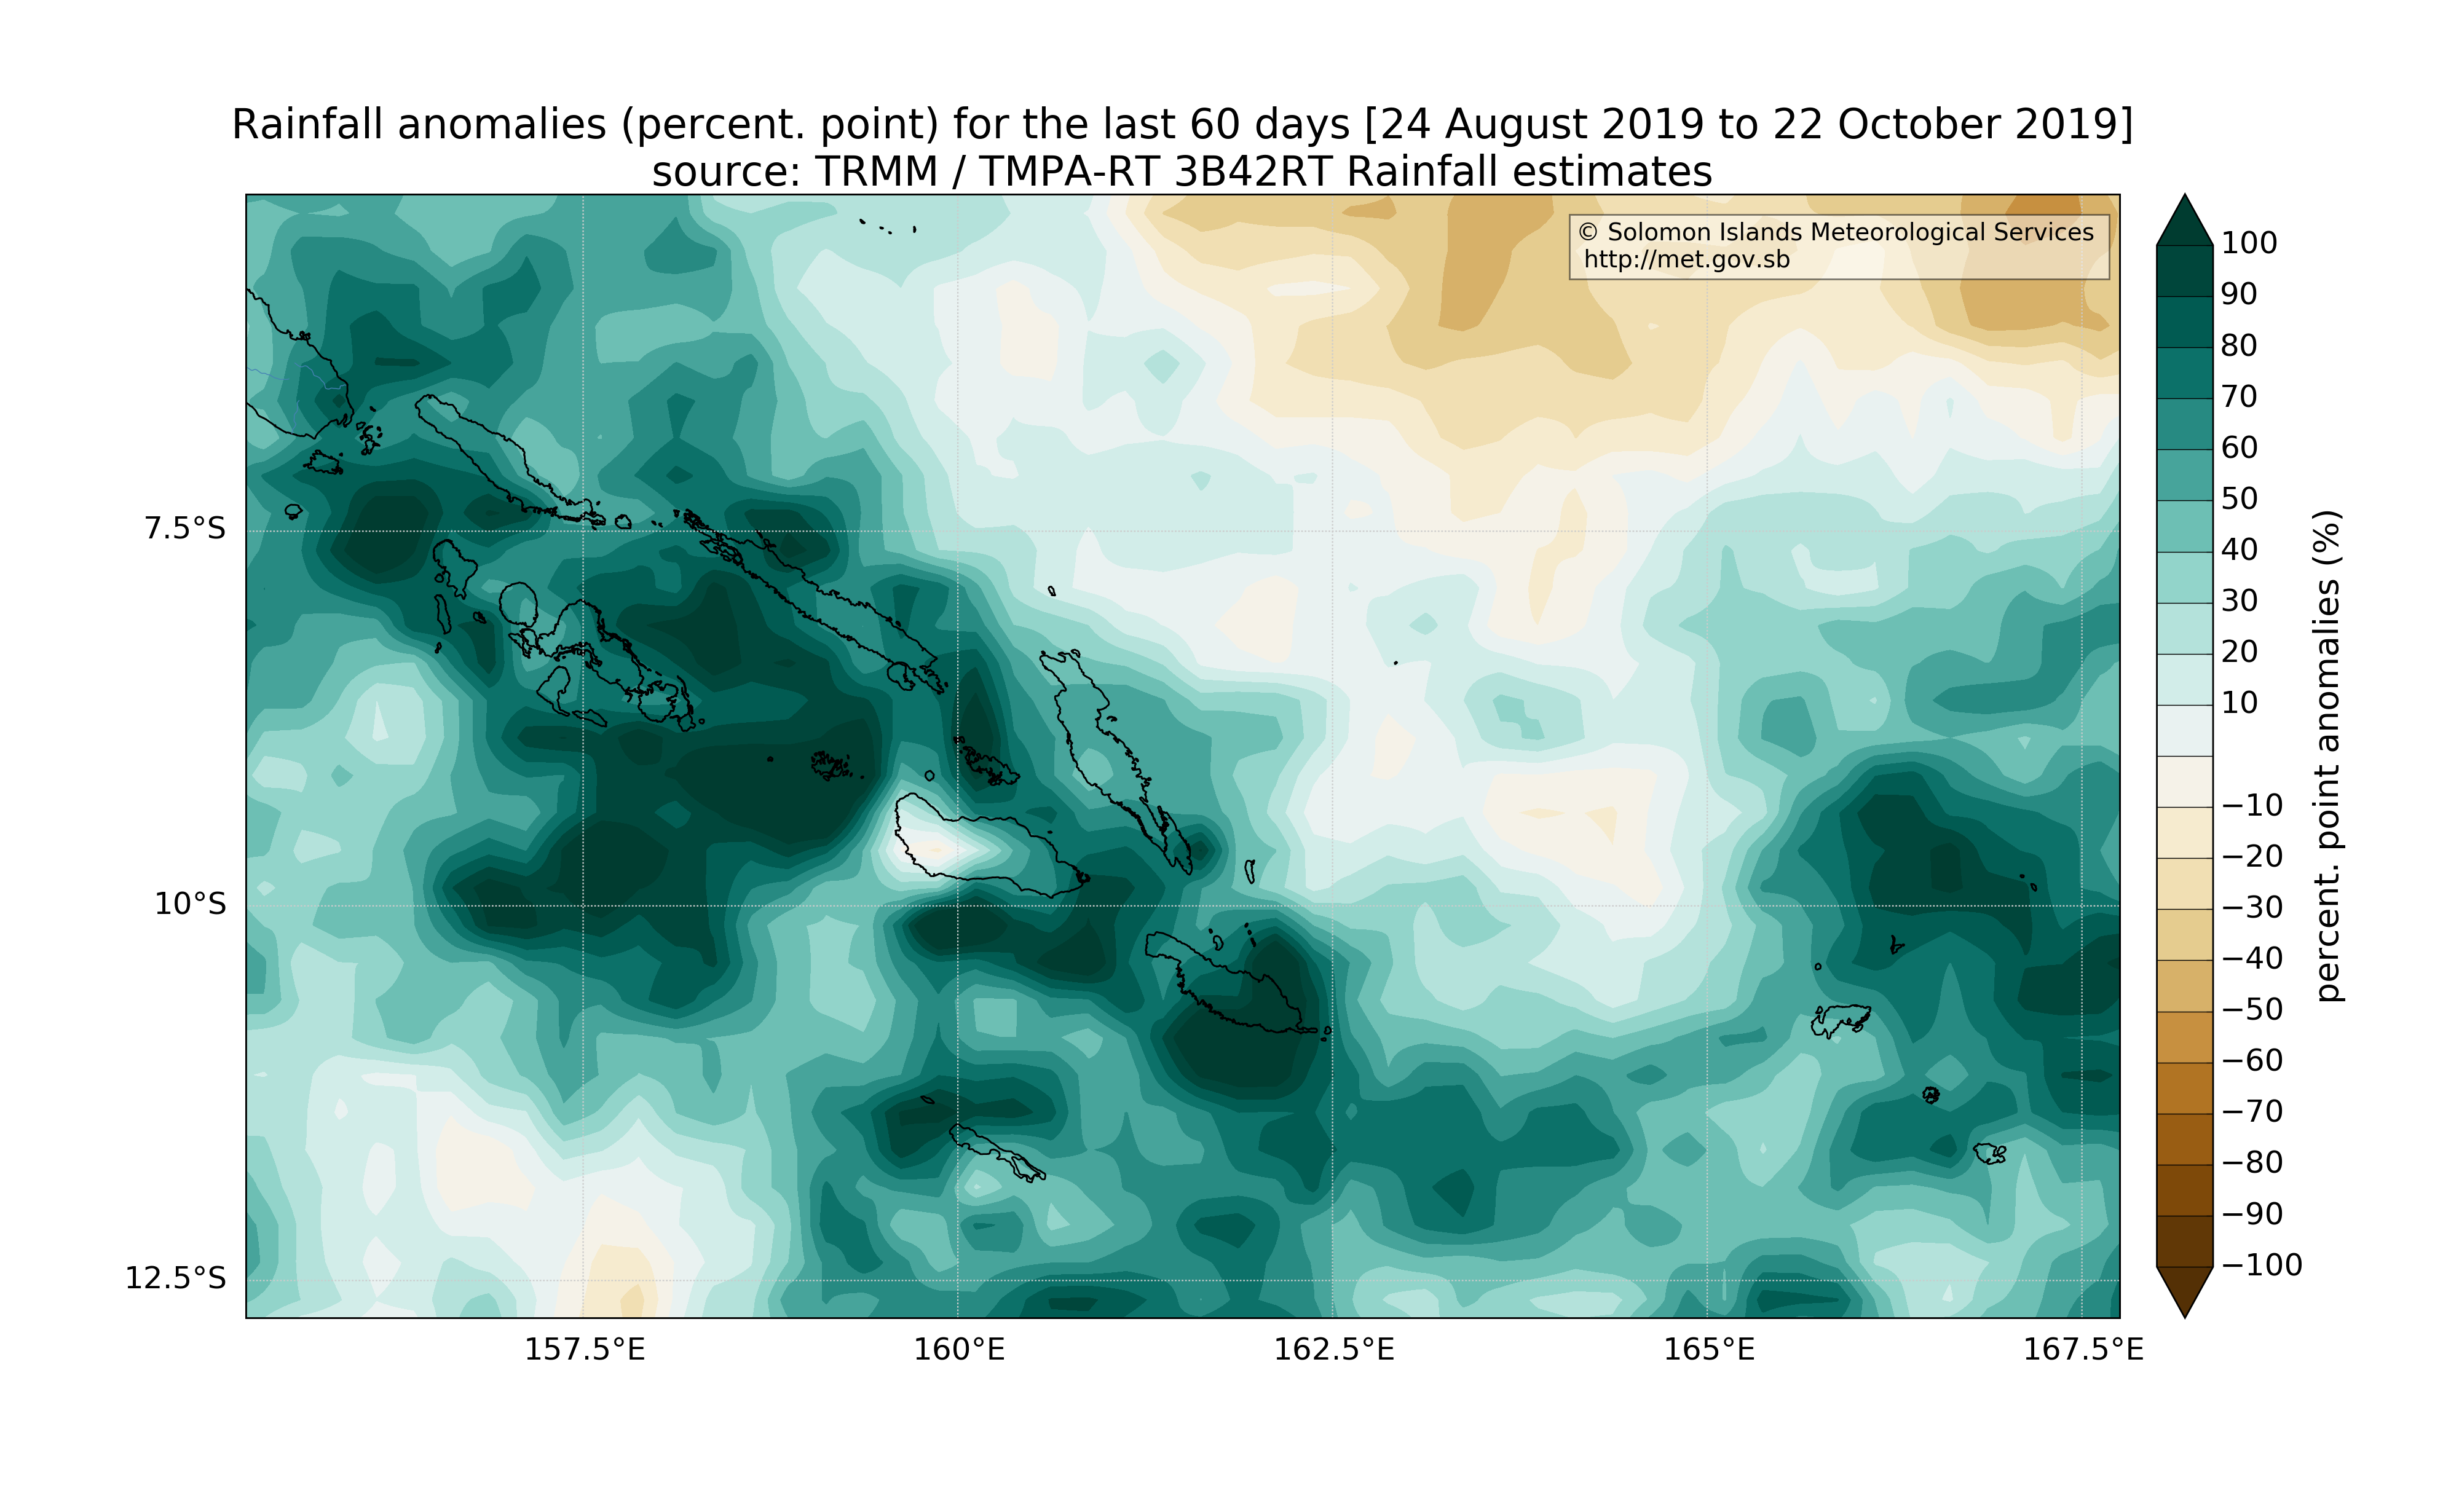 Rainfall anomalies (percent. point) for the last 60 days [24 August 2019 to 22 October 2019]
source: TRMM / TMPA-RT 3B42RT Rainfall estimates
© Solomon Islands Meteorological Services
http://met.gov.sb
7.5°S
10°S
12.5°S
157.5°E
160°E
162.5°E
165°E
167.5°E
100
90
80
70
60
50
40
30
20
10
−10
−20
−30
−40
−50
−60
−70
−80
−90
−100
percent. point anomalies (%)